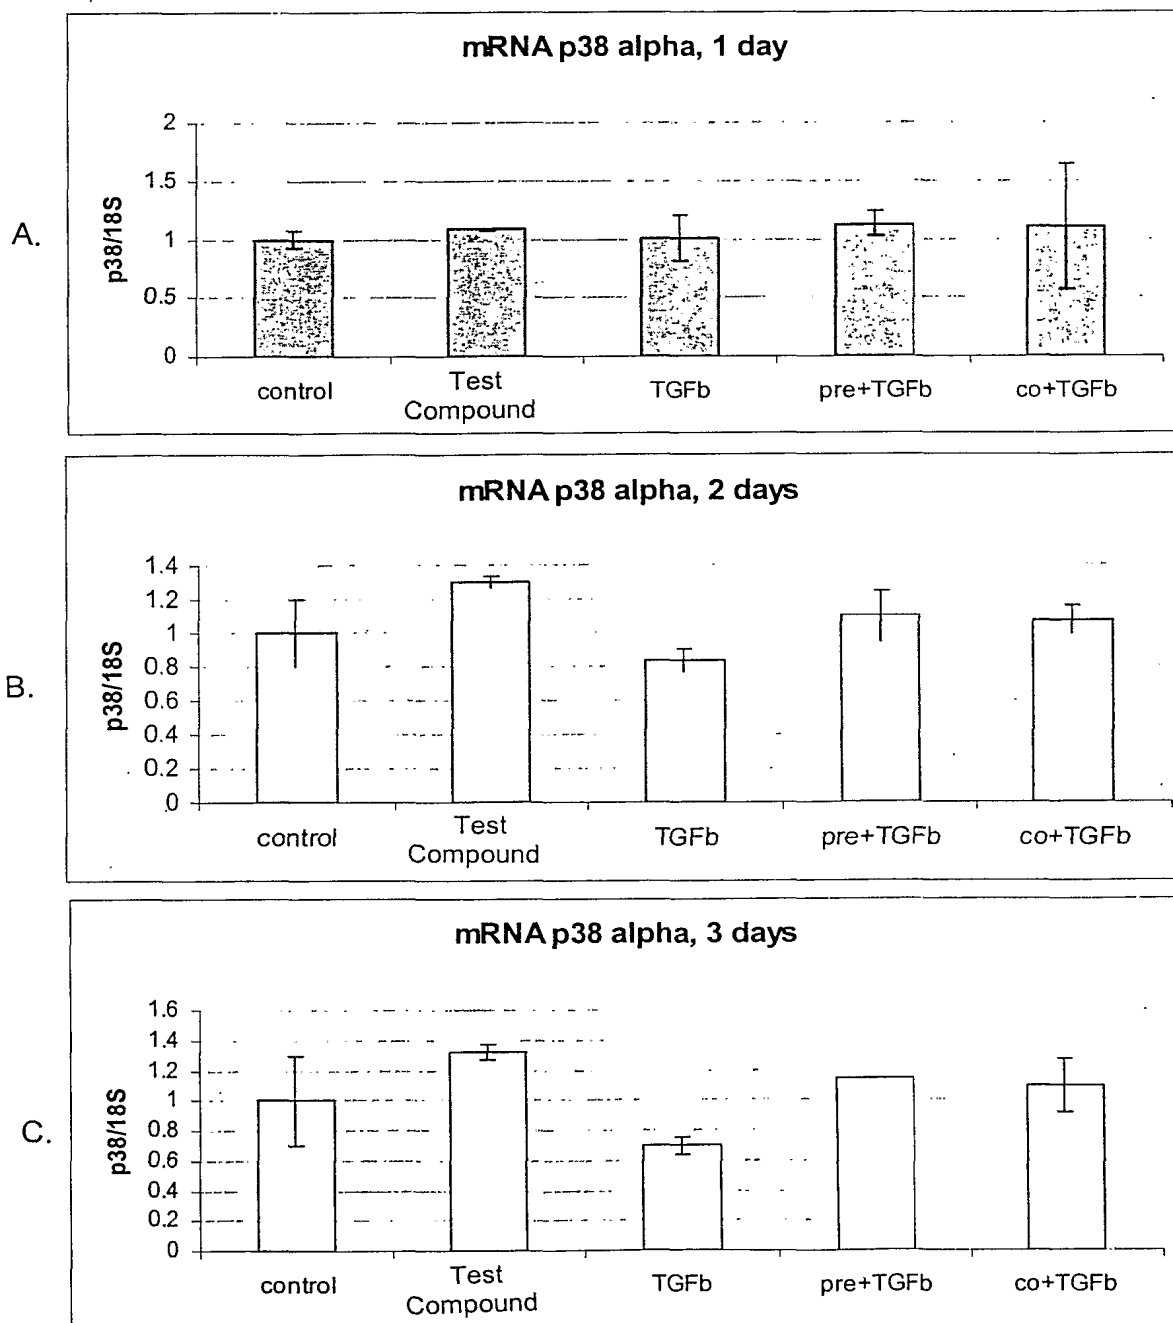 mRNA p38 alpha, 1 day
A.
p38/18S
2
1.5
1
0.5
0
control
Test
Compound
TGFb
pre+TGFb
co+TGFb
mRNA p38 alpha, 2 days
B.
p38/18S
1.4
1.2
1
0.8
0.6
0.4
0.2
0
control
Test
Compound
TGFb
pre+TGFb
co+TGFb
mRNA p38 alpha, 3 days
C.
p38/18S
1.6
1.4
1.2
1
0.8
0.6
0.4
0.2
0
control
Test
Compound
TGFb
pre+TGFb
co+TGFb